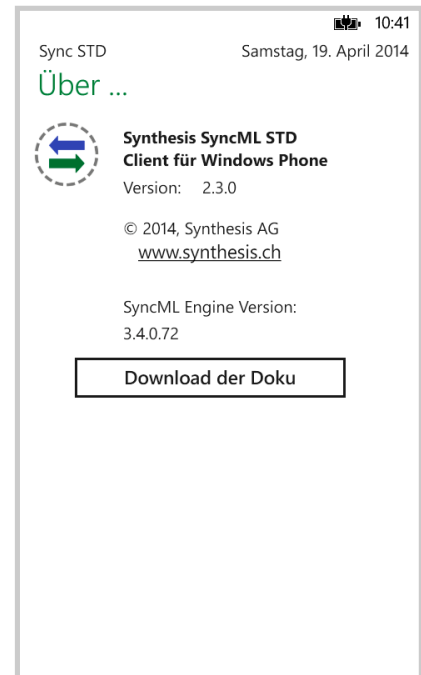 10:41
Sync STD Samstag, 19. April 2014
Über ...
Synthesis SyncML STD
Client für Windows Phone
Version: 2.3.0
© 2014, Synthesis AG
www.synthesis.ch
SyncML Engine Version:
3.4.0.72
Download der Doku